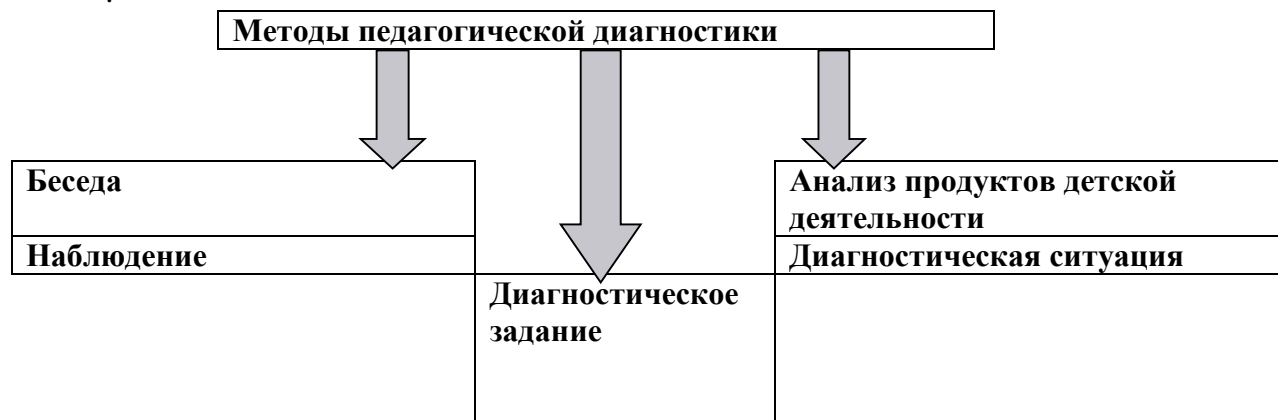 Методы педагогической диагностики
Беседа
Анализ продуктов детской
деятельности
Наблюдение
Диагностическая ситуация
Диагностическое
задание